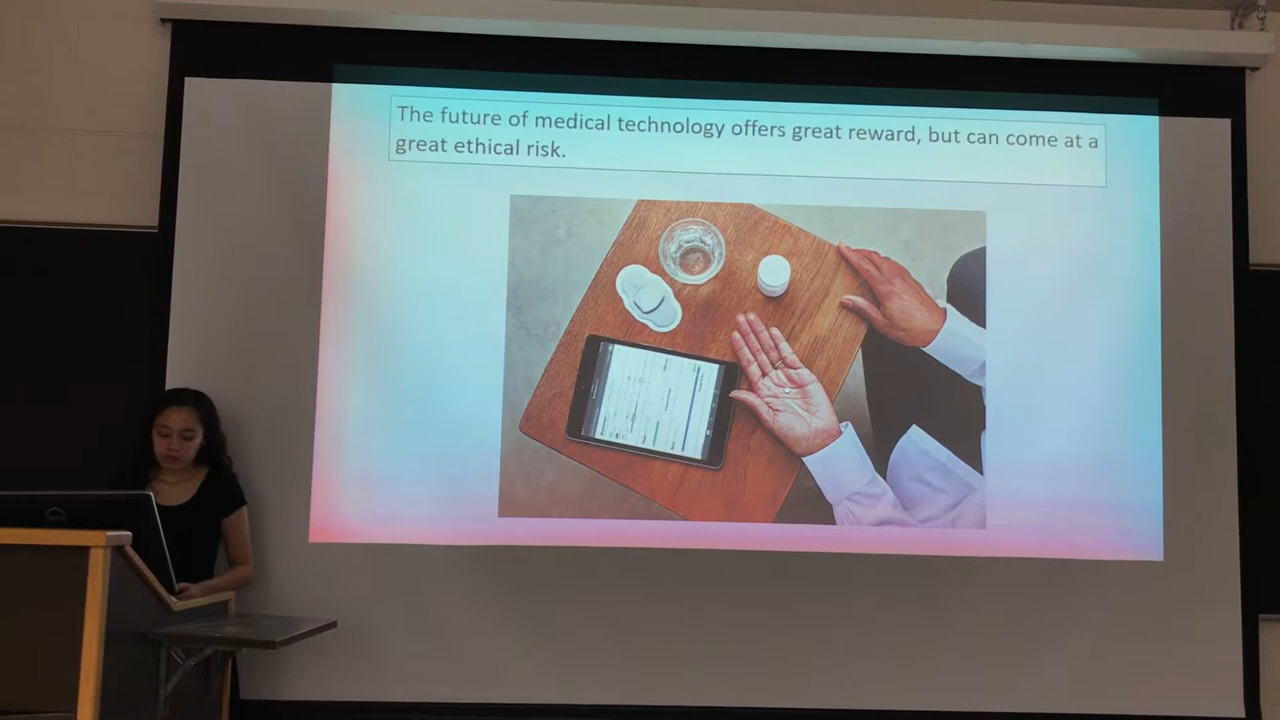 The future of medical technology offers great reward, but can come at a
great ethical risk.